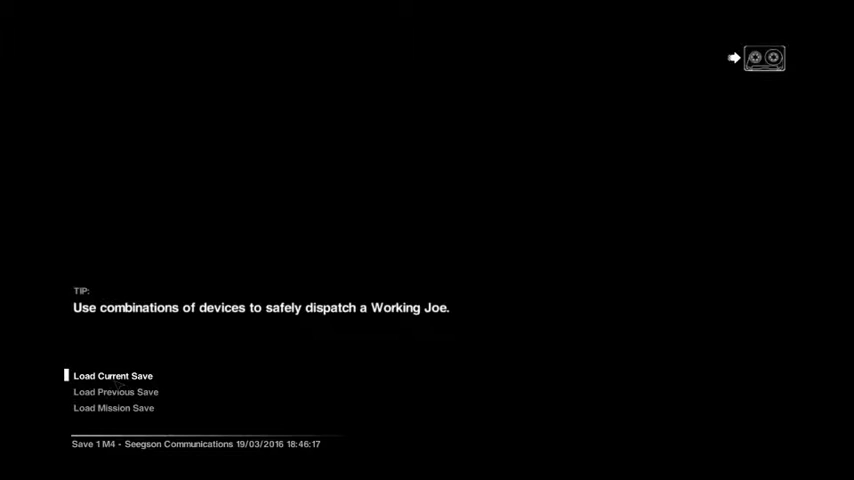 TIP:
Use combinations of devices to safely dispatch a Working Joe.
Load Current Save
Load Previous Save
Load Mission Save
Save 1 M4 - Seegson Communications 19/03/2016 18:46:17